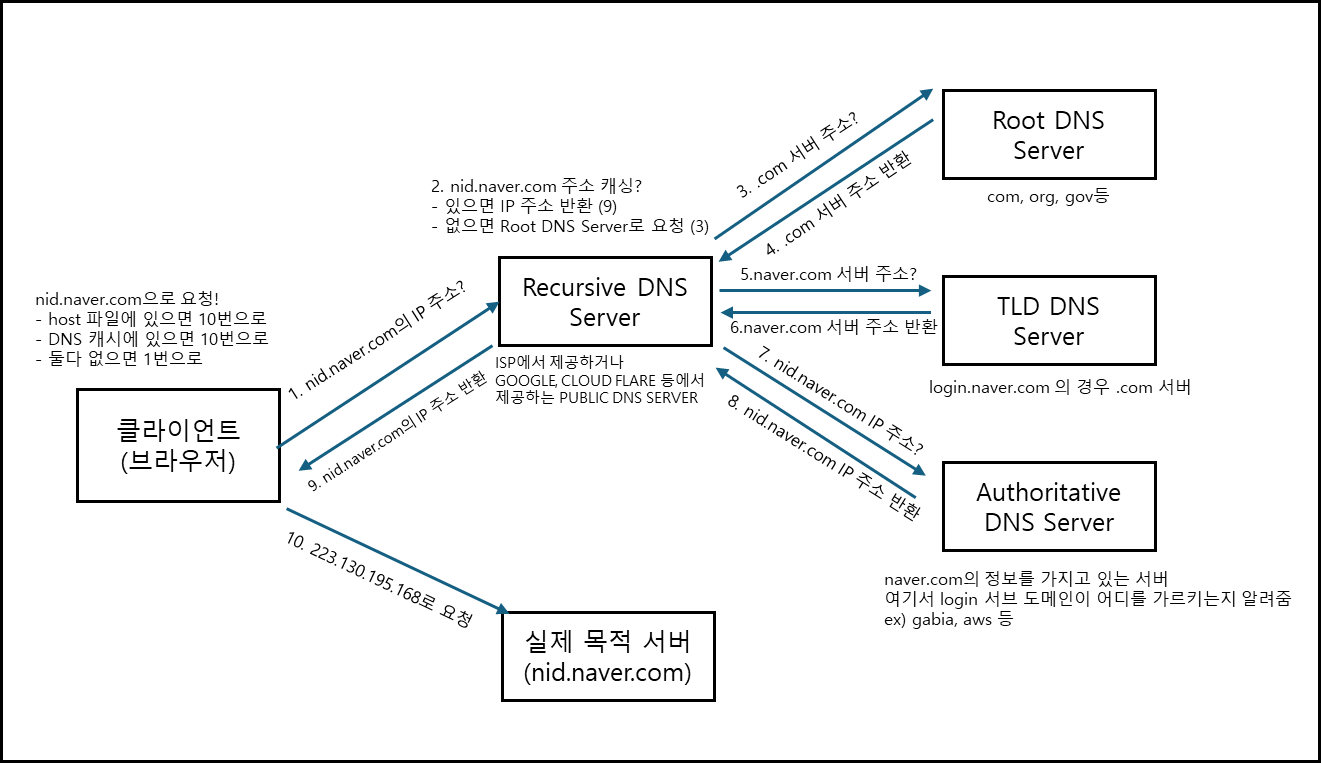 3. .com 서버 주소?
4. .com 서버 주소 반환
Root DNS
Server
com, org, gov등
2. nid.naver.com 주소 캐싱?
- 있으면 IP 주소 반환 (9)
- 없으면 Root DNS Server로 요청 (3)
Recursive DNS
Server
ISP에서 제공하거나
GOOGLE, CLOUD FLARE 등에서
제공하는 PUBLIC DNS SERVER
5.naver.com 서버 주소?
6.naver.com 서버 주소 반환
TLD DNS
Server
login.naver.com 의 경우 .com 서버
nid.naver.com으로 요청!
- host 파일에 있으면 10번으로
- DNS 캐시에 있으면 10번으로
- 둘다 없으면 1번으로
1. nid.naver.com의 IP 주소?
9. nid.naver.com의 IP 주소 반환
클라이언트
(브라우저)
7. nid.naver.com IP 주소?
8. nid.naver.com IP 주소 반환
Authoritative
DNS Server
naver.com의 정보를 가지고 있는 서버
여기서 login 서브 도메인이 어디를 가르키는지 알려줌
ex) gabia, aws 등
10. 223.130.195.168로 요청
실제 목적 서버
(nid.naver.com)